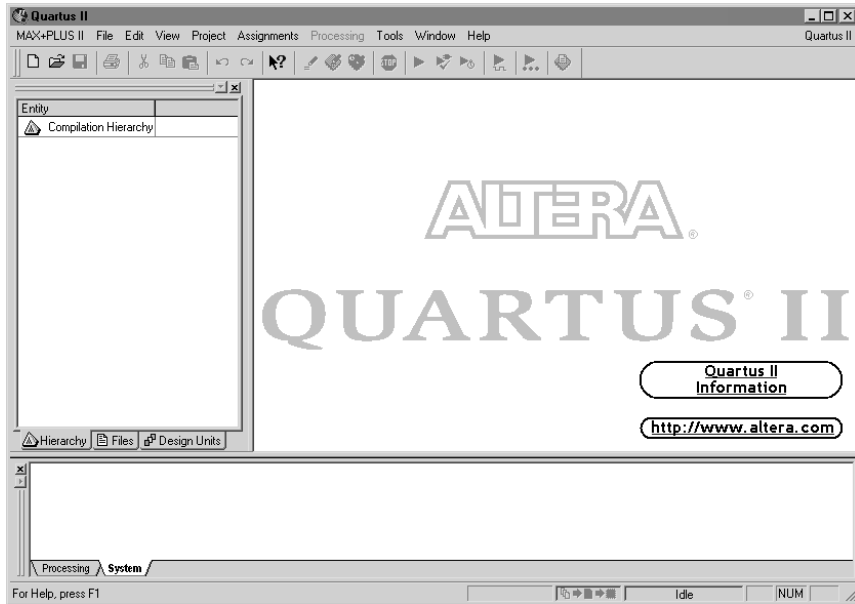 Quartus II
MAX+PLUS II File Edit View Project Assignments Processing Tools Window Help Quartus II
STOP
Entity
Compilation Hierarchy
ALTERA®
QUARTUS® II
Quartus II
Information
http://www.altera.com
Hierarchy Files Design Units
Processing System
For Help, press F1 Idle NUM